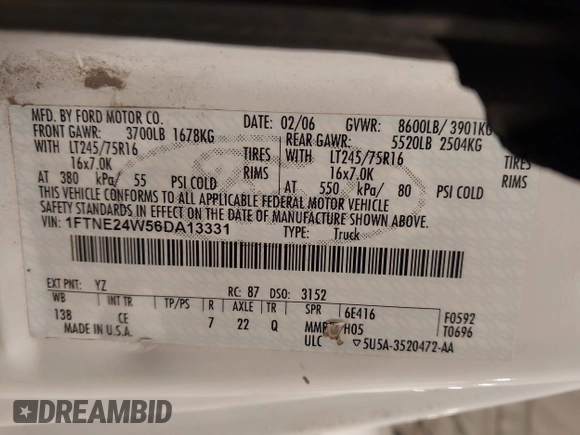 MFD. BY FORD MOTOR CO.
DATE: 02/06 GVWR: 8600LB/ 3901KG
FRONT GAWR: 3700LB 1678KG
REAR GAWR: 5520LB 2504KG
WITH LT245/75R16 TIRES
WITH LT245/75R16 TIRES
16x7.0K RIMS
16x7.0K RIMS
AT 380 kPa/ 55 PSI COLD
AT 550 kPa/ 80 PSI COLD
THIS VEHICLE CONFORMS TO ALL APPLICABLE FEDERAL MOTOR VEHICLE
SAFETY STANDARDS IN EFFECT ON THE DATE OF MANUFACTURE SHOWN ABOVE.
VIN: 1FTNE24W56DA13331 TYPE: Truck
EXT PNT: YZ RC: 87 DSO: 3152
WB INT TR TP/PS R AXLE TR SPR 6E416 F0592
138 CE 7 22 Q H05 T0696
MADE IN U.S.A. ULC ▽5U5A-3520472-AA
DREAMBID